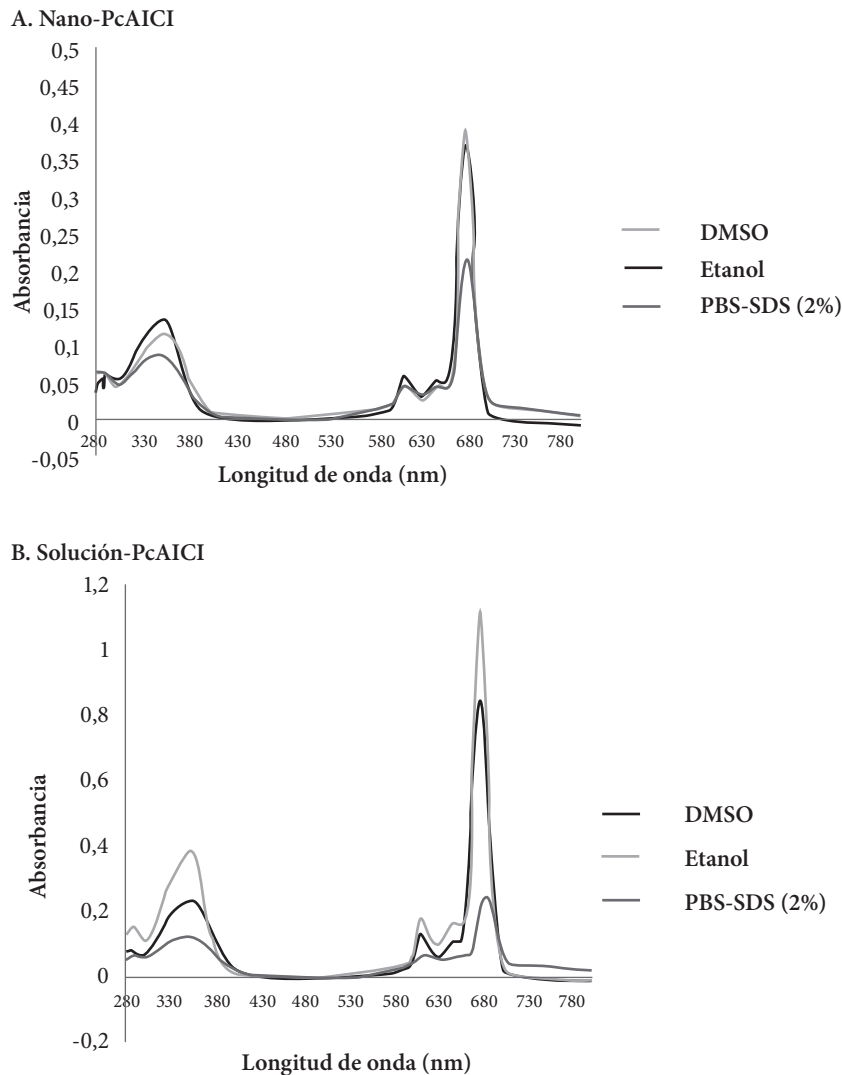 A. Nano-PcAICI
0,5
0,45
0,4
0,35
0,3
0,25
0,2
0,15
0,1
0,05
0
-0,05
Absorbancia
280 330 380 430 480 530 580 630 680 730 780
Longitud de onda (nm)
DMSO
Etanol
PBS-SDS (2%)
B. Solución-PcAICI
1,2
1
0,8
0,6
0,4
0,2
0
-0,2
Absorbancia
280 330 380 430 480 530 580 630 680 730 780
Longitud de onda (nm)
DMSO
Etanol
PBS-SDS (2%)